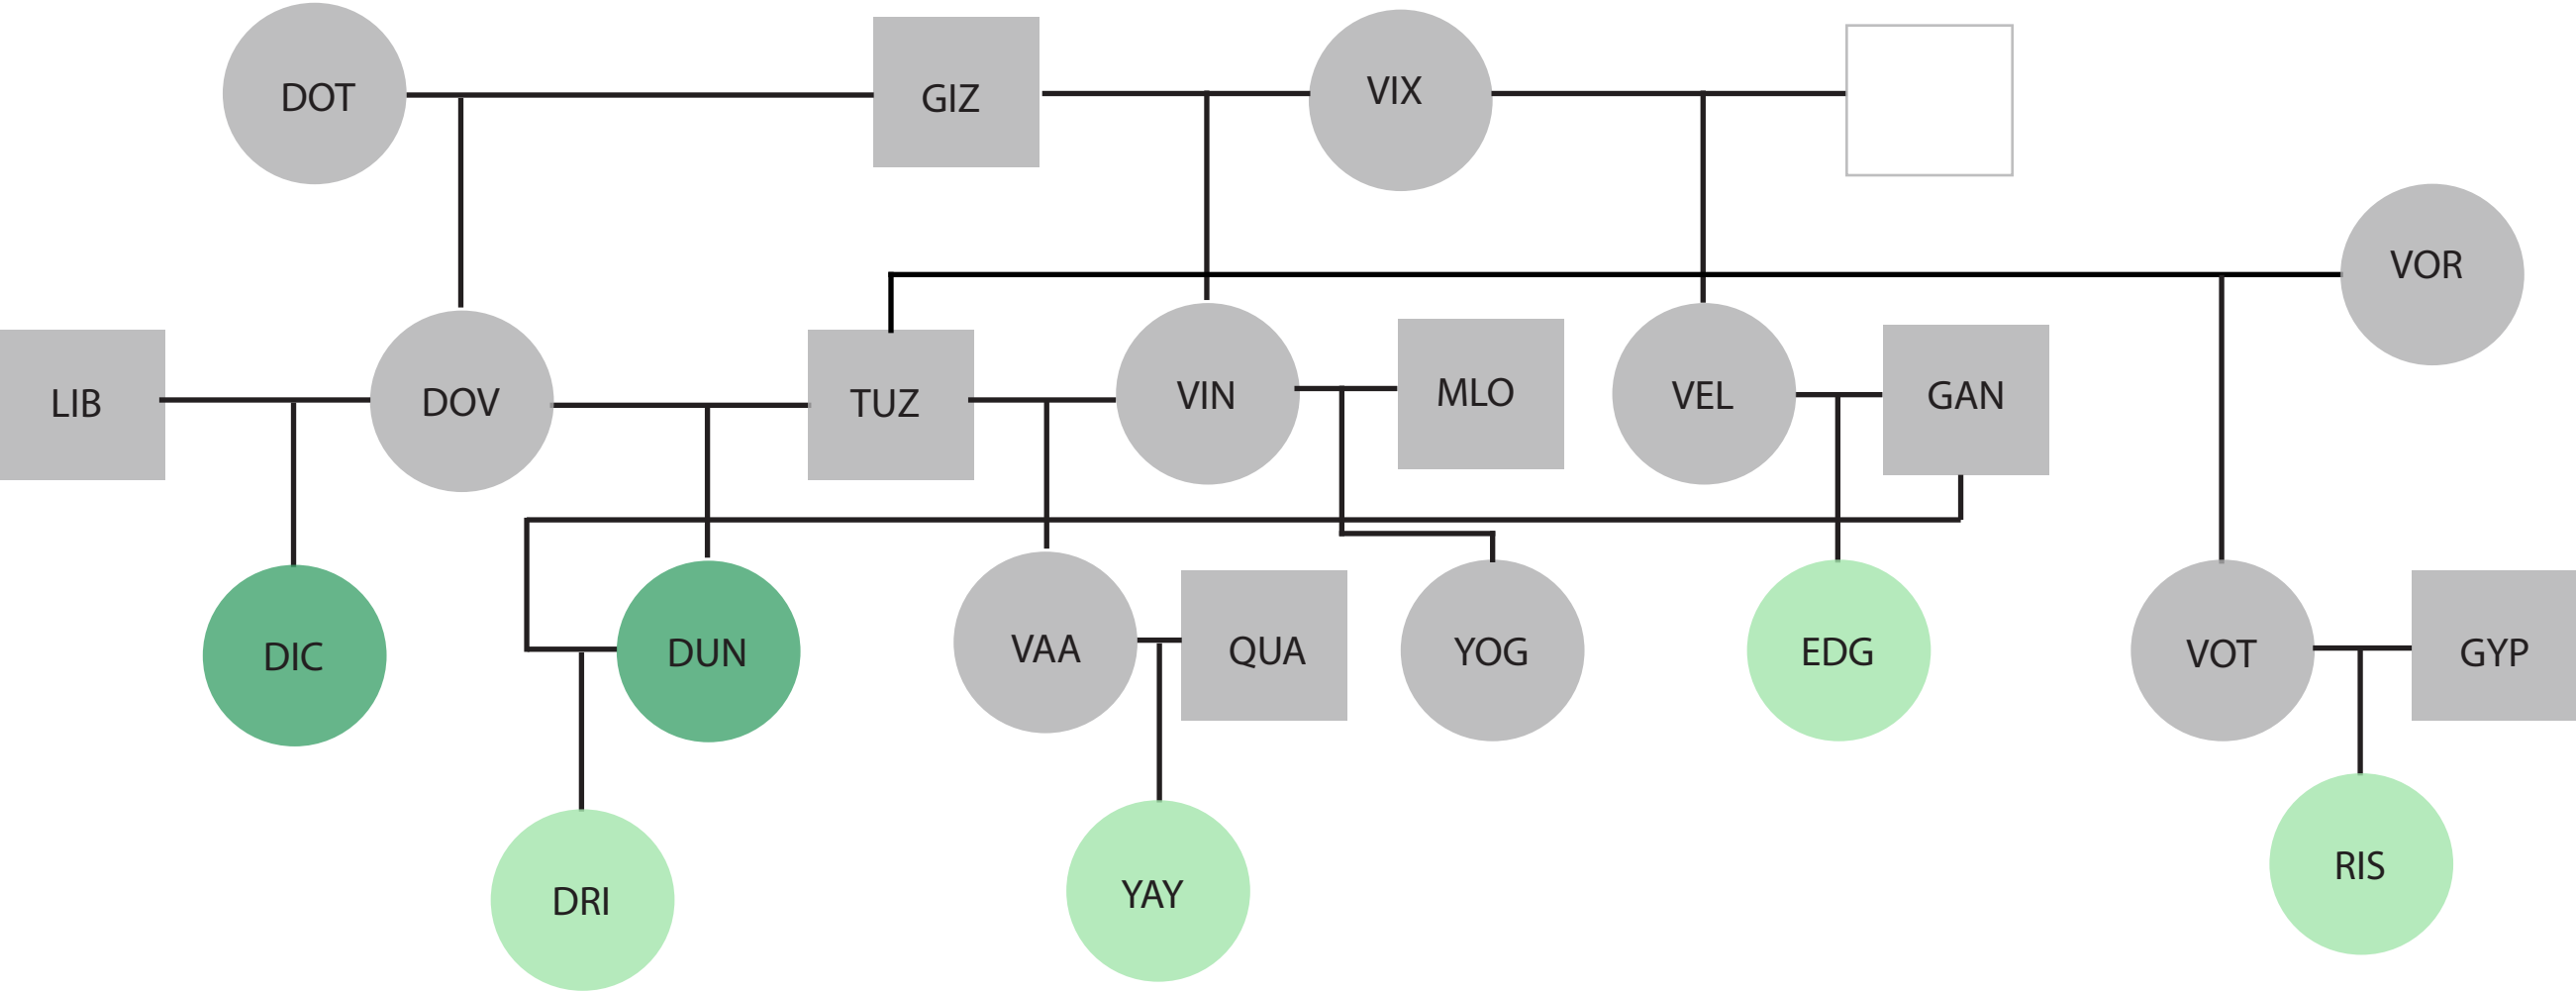 DOT
GIZ
VIX
VOR
LIB
DOV
TUZ
VIN
MLO
VEL
GAN
DIC
DUN
VAA
QUA
YOG
EDG
VOT
GYP
DRI
YAY
RIS